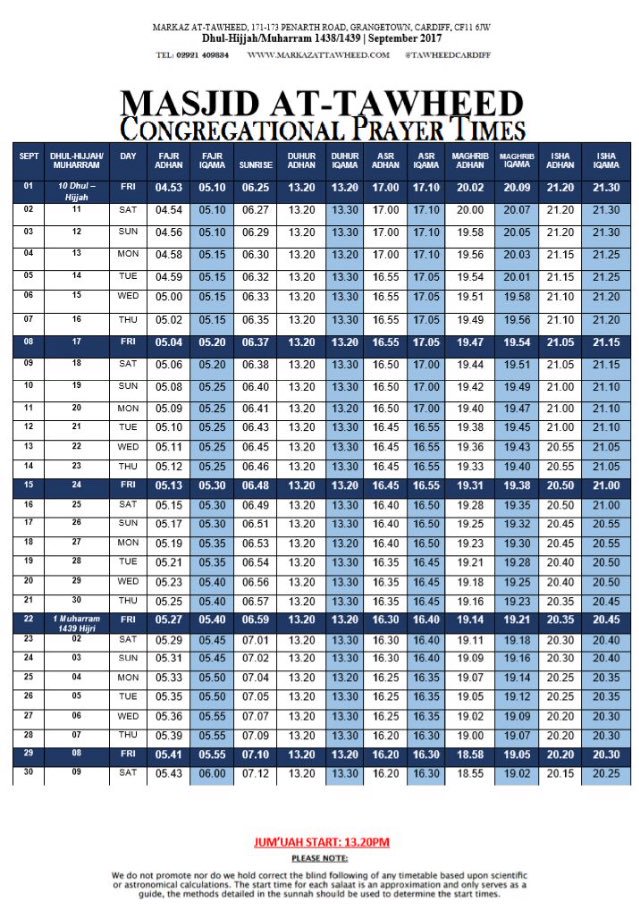 MARKAZ AT-TAWHEED, 171-173 PENARTH ROAD, GRANGETOWN, CARDIFF, CF11 6JW
Dhul-Hijjah/Muharram 1438/1439 | September 2017
TEL: 02921 409834 WWW.MARKAZATTAWHEED.COM @TAWHEEDCARDIFF
MASJID AT-TAWHEED
CONGREGATIONAL PRAYER TIMES
SEPT DHUL-HIJJAH/ MUHARRAM DAY FAJR ADHAN FAJR IQAMA SUNRISE DUHUR ADHAN DUHUR IQAMA ASR ADHAN ASR IQAMA MAGHRIB ADHAN MAGHRIB IQAMA ISHA ADHAN ISHA IQAMA
01 10 Dhul – Hijjah FRI 04.53 05.10 06.25 13.20 13.20 17.00 17.10 20.02 20.09 21.20 21.30
02 11 SAT 04.54 05.10 06.27 13.20 13.30 17.00 17.10 20.00 20.07 21.20 21.30
03 12 SUN 04.56 05.10 06.29 13.20 13.30 17.00 17.10 19.58 20.05 21.20 21.30
04 13 MON 04.58 05.15 06.30 13.20 13.20 17.00 17.10 19.56 20.03 21.15 21.25
05 14 TUE 04.59 05.15 06.32 13.20 13.30 16.55 17.05 19.54 20.01 21.15 21.25
06 15 WED 05.00 05.15 06.33 13.20 13.30 16.55 17.05 19.51 19.58 21.10 21.20
07 16 THU 05.02 05.15 06.35 13.20 13.30 16.55 17.05 19.49 19.56 21.10 21.20
08 17 FRI 05.04 05.20 06.37 13.20 13.20 16.55 17.05 19.47 19.54 21.05 21.15
09 18 SAT 05.06 05.20 06.38 13.20 13.30 16.50 17.00 19.44 19.51 21.05 21.15
10 19 SUN 05.08 05.25 06.40 13.20 13.30 16.50 17.00 19.42 19.49 21.00 21.10
11 20 MON 05.09 05.25 06.41 13.20 13.20 16.50 17.00 19.40 19.47 21.00 21.10
12 21 TUE 05.10 05.25 06.43 13.20 13.30 16.45 16.55 19.38 19.45 21.00 21.10
13 22 WED 05.11 05.25 06.45 13.20 13.30 16.45 16.55 19.36 19.43 20.55 21.05
14 23 THU 05.12 05.25 06.46 13.20 13.30 16.45 16.55 19.33 19.40 20.55 21.05
15 24 FRI 05.13 05.30 06.48 13.20 13.20 16.45 16.55 19.31 19.38 20.50 21.00
16 25 SAT 05.15 05.30 06.49 13.20 13.30 16.40 16.50 19.28 19.35 20.50 21.00
17 26 SUN 05.17 05.30 06.51 13.20 13.30 16.40 16.50 19.25 19.32 20.45 20.55
18 27 MON 05.19 05.35 06.53 13.20 13.20 16.40 16.50 19.23 19.30 20.45 20.55
19 28 TUE 05.21 05.35 06.54 13.20 13.30 16.35 16.45 19.21 19.28 20.40 20.50
20 29 WED 05.23 05.40 06.56 13.20 13.30 16.35 16.45 19.18 19.25 20.40 20.50
21 30 THU 05.25 05.40 06.57 13.20 13.30 16.35 16.45 19.16 19.23 20.35 20.45
22 1 Muharram 1439 Hijri FRI 05.27 05.40 06.59 13.20 13.20 16.30 16.40 19.14 19.21 20.35 20.45
23 02 SAT 05.29 05.45 07.01 13.20 13.30 16.30 16.40 19.11 19.18 20.30 20.40
24 03 SUN 05.31 05.45 07.02 13.20 13.30 16.30 16.40 19.09 19.16 20.30 20.40
25 04 MON 05.33 05.50 07.04 13.20 13.20 16.25 16.35 19.07 19.14 20.25 20.35
26 05 TUE 05.35 05.50 07.05 13.20 13.30 16.25 16.35 19.05 19.12 20.25 20.35
27 06 WED 05.36 05.55 07.07 13.20 13.30 16.25 16.35 19.02 19.09 20.20 20.30
28 07 THU 05.39 05.55 07.09 13.20 13.30 16.20 16.30 19.00 19.07 20.20 20.30
29 08 FRI 05.41 05.55 07.10 13.20 13.20 16.20 16.30 18.58 19.05 20.20 20.30
30 09 SAT 05.43 06.00 07.12 13.20 13.30 16.20 16.30 18.55 19.02 20.15 20.25
JUM'UAH START: 13.20PM
PLEASE NOTE:
We do not promote nor do we hold correct the blind following of any timetable based upon scientific
or astronomical calculations. The start time for each salaat is an approximation and only serves as a
guide, the methods detailed in the sunnah should be used to determine the start times.